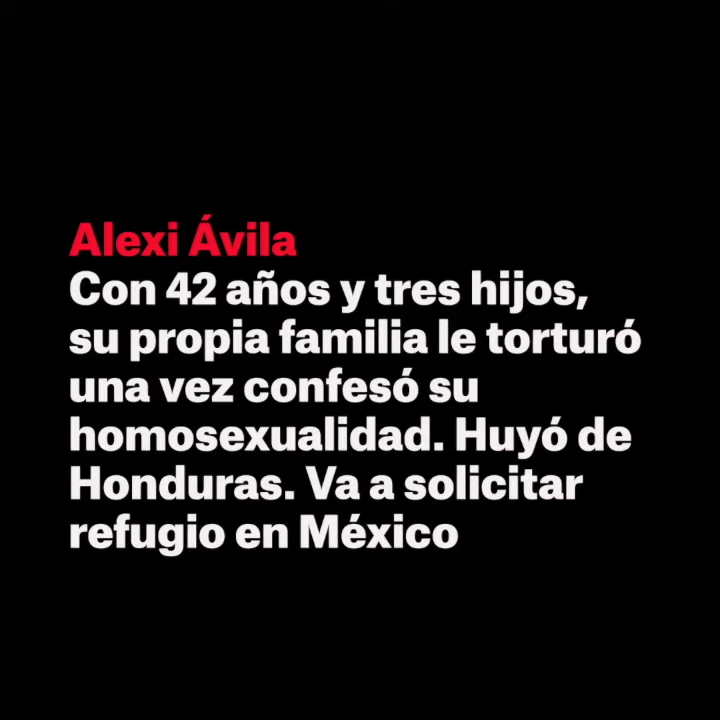 Alexi Ávila
Con 42 años y tres hijos,
su propia familia le torturó
una vez confesó su
homosexualidad. Huyó de
Honduras. Va a solicitar
refugio en México